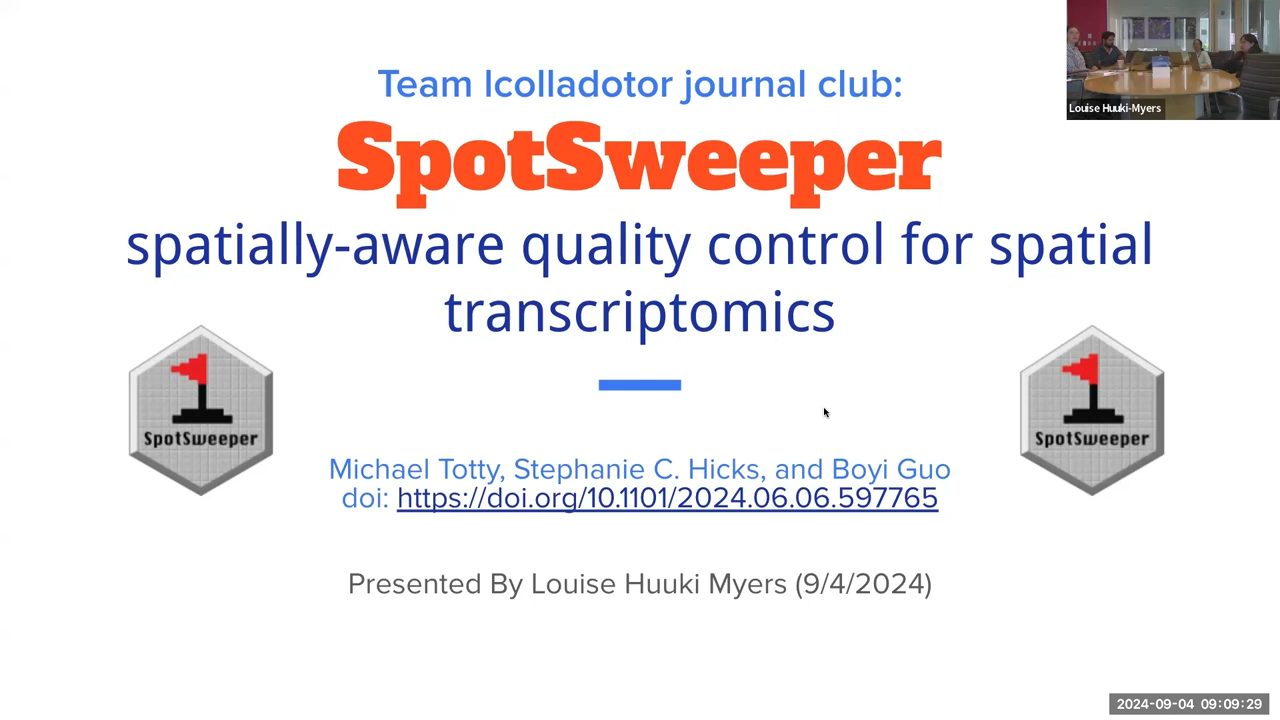 Team lcolladotor journal club:
Louise Huuki-Myers
SpotSweeper
spatially-aware quality control for spatial
transcriptomics
SpotSweeper
SpotSweeper
Michael Totty, Stephanie C. Hicks, and Boyi Guo
doi: https://doi.org/10.1101/2024.06.06.597765
Presented By Louise Huuki Myers (9/4/2024)
2024-09-04 09:09:29